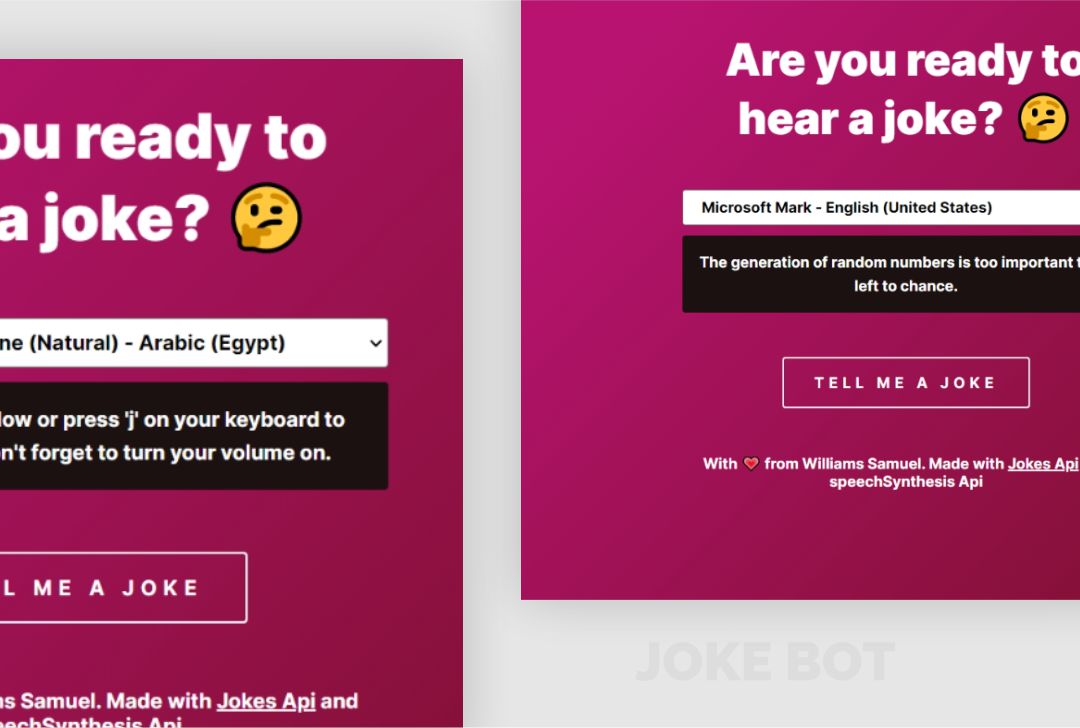 ou ready to
a joke? 🤔
ne (Natural) - Arabic (Egypt)
low or press 'j' on your keyboard to
n't forget to turn your volume on.
L ME A JOKE
ms Samuel. Made with Jokes Api and
eechSynthesis Api
Are you ready to
hear a joke? 🤔
Microsoft Mark - English (United States)
The generation of random numbers is too important t
left to chance.
TELL ME A JOKE
With 💖 from Williams Samuel. Made with Jokes Api
speechSynthesis Api
JOKE BOT